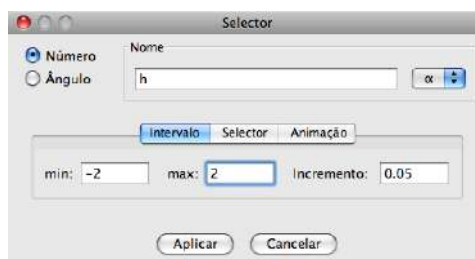 Selector
Número
Ângulo
Nome
h
α
Intervalo Selector Animação
min: -2 max: 2 Incremento: 0.05
Aplicar Cancelar